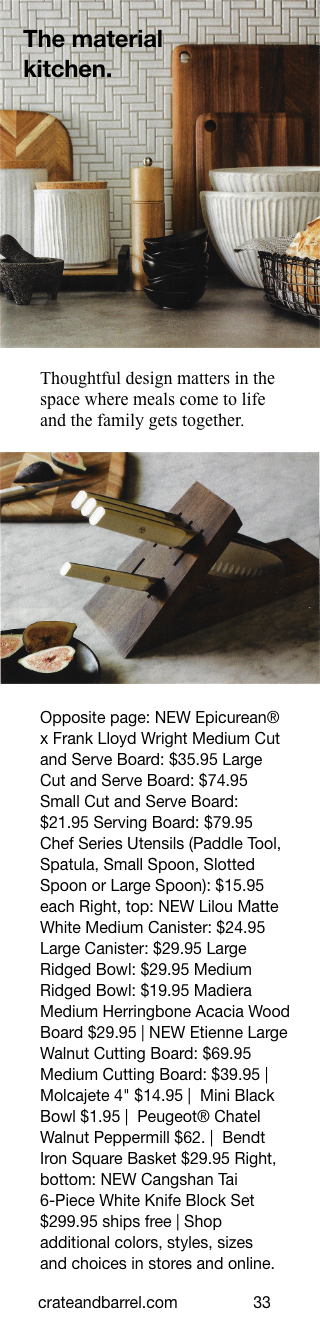 The material
kitchen.
Thoughtful design matters in the
space where meals come to life
and the family gets together.
Opposite page: NEW Epicurean®
x Frank Lloyd Wright Medium Cut
and Serve Board: $35.95 Large
Cut and Serve Board: $74.95
Small Cut and Serve Board:
$21.95 Serving Board: $79.95
Chef Series Utensils (Paddle Tool,
Spatula, Small Spoon, Slotted
Spoon or Large Spoon): $15.95
each Right, top: NEW Lilou Matte
White Medium Canister: $24.95
Large Canister: $29.95 Large
Ridged Bowl: $29.95 Medium
Ridged Bowl: $19.95 Madiera
Medium Herringbone Acacia Wood
Board $29.95 | NEW Etienne Large
Walnut Cutting Board: $69.95
Medium Cutting Board: $39.95 |
Molcajete 4" $14.95 | Mini Black
Bowl $1.95 | Peugeot® Chatel
Walnut Peppermill $62. | Bendt
Iron Square Basket $29.95 Right,
bottom: NEW Cangshan Tai
6-Piece White Knife Block Set
$299.95 ships free | Shop
additional colors, styles, sizes
and choices in stores and online.
crateandbarrel.com 33